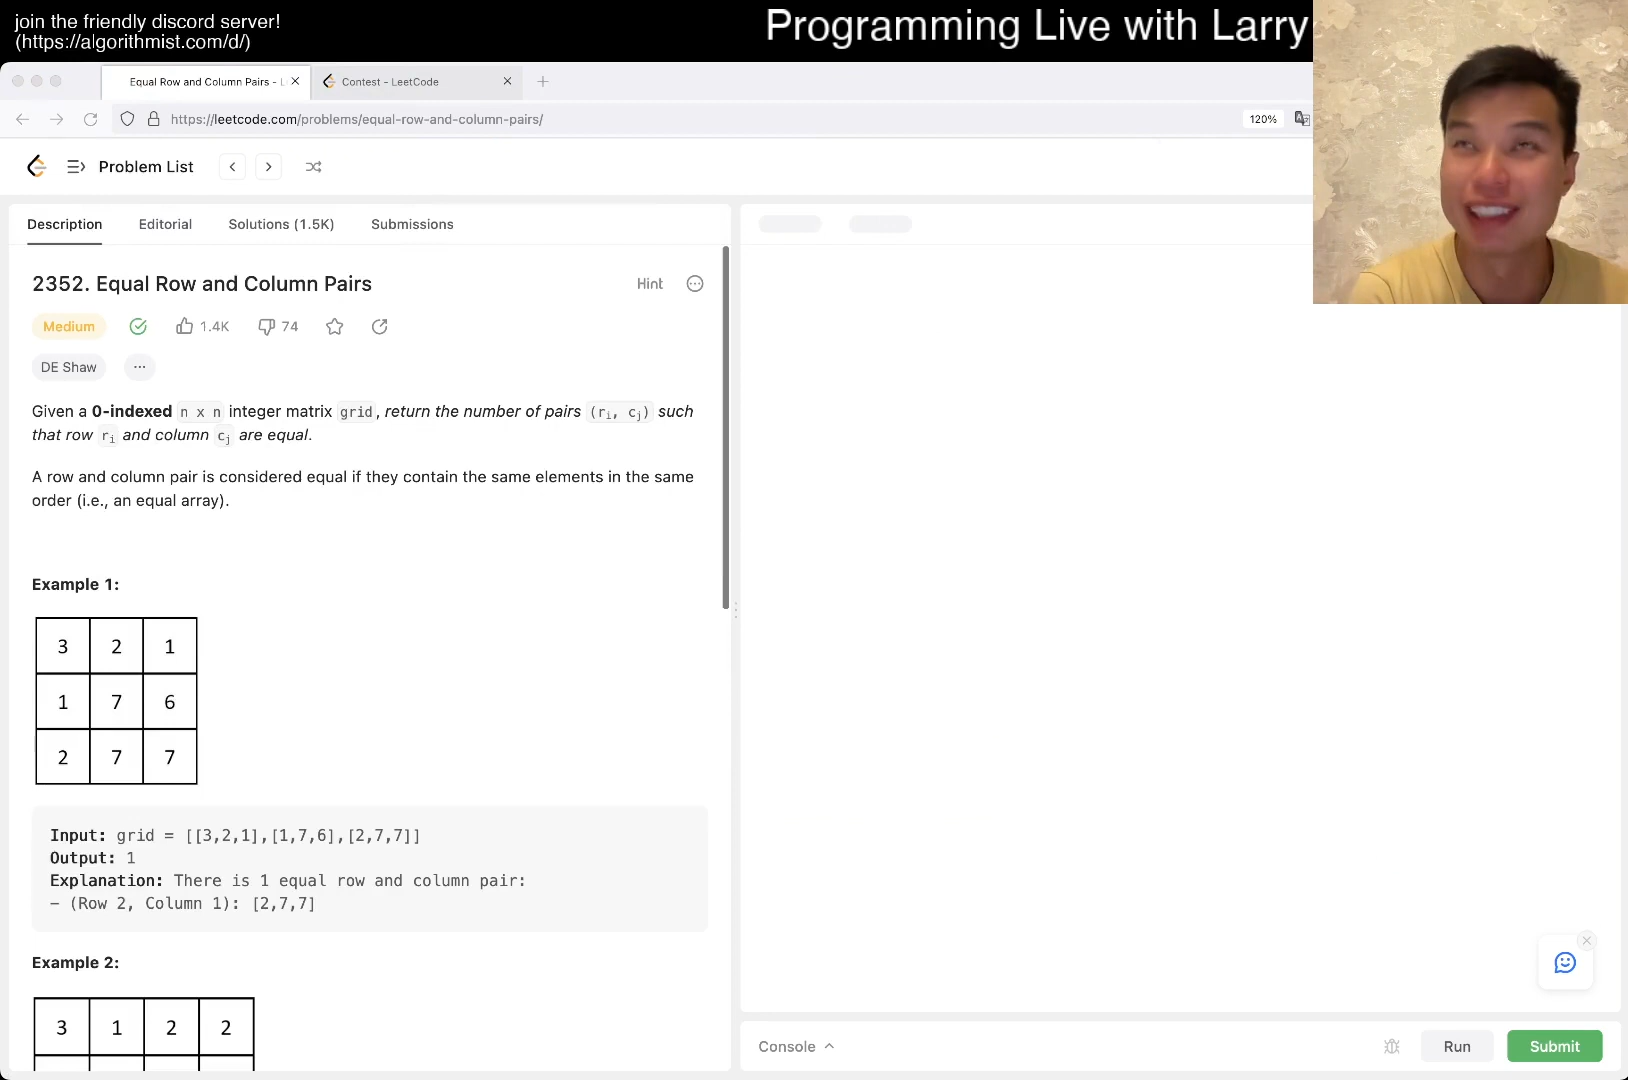 join the friendly discord server!
(https://algorithmist.com/d/)
Programming Live with Larry
Equal Row and Column Pairs - L
Contest - LeetCode
https://leetcode.com/problems/equal-row-and-column-pairs/
120%
Problem List
Description
Editorial
Solutions (1.5K)
Submissions
2352. Equal Row and Column Pairs
Hint
Medium
1.4K
74
DE Shaw
Given a 0-indexed n x n integer matrix grid, return the number of pairs (ri, cj) such
that row ri and column cj are equal.
A row and column pair is considered equal if they contain the same elements in the same
order (i.e., an equal array).
Example 1:
3 2 1
1 7 6
2 7 7
Input: grid = [[3,2,1],[1,7,6],[2,7,7]]
Output: 1
Explanation: There is 1 equal row and column pair:
- (Row 2, Column 1): [2,7,7]
Example 2:
3 1 2 2
Console
Run
Submit